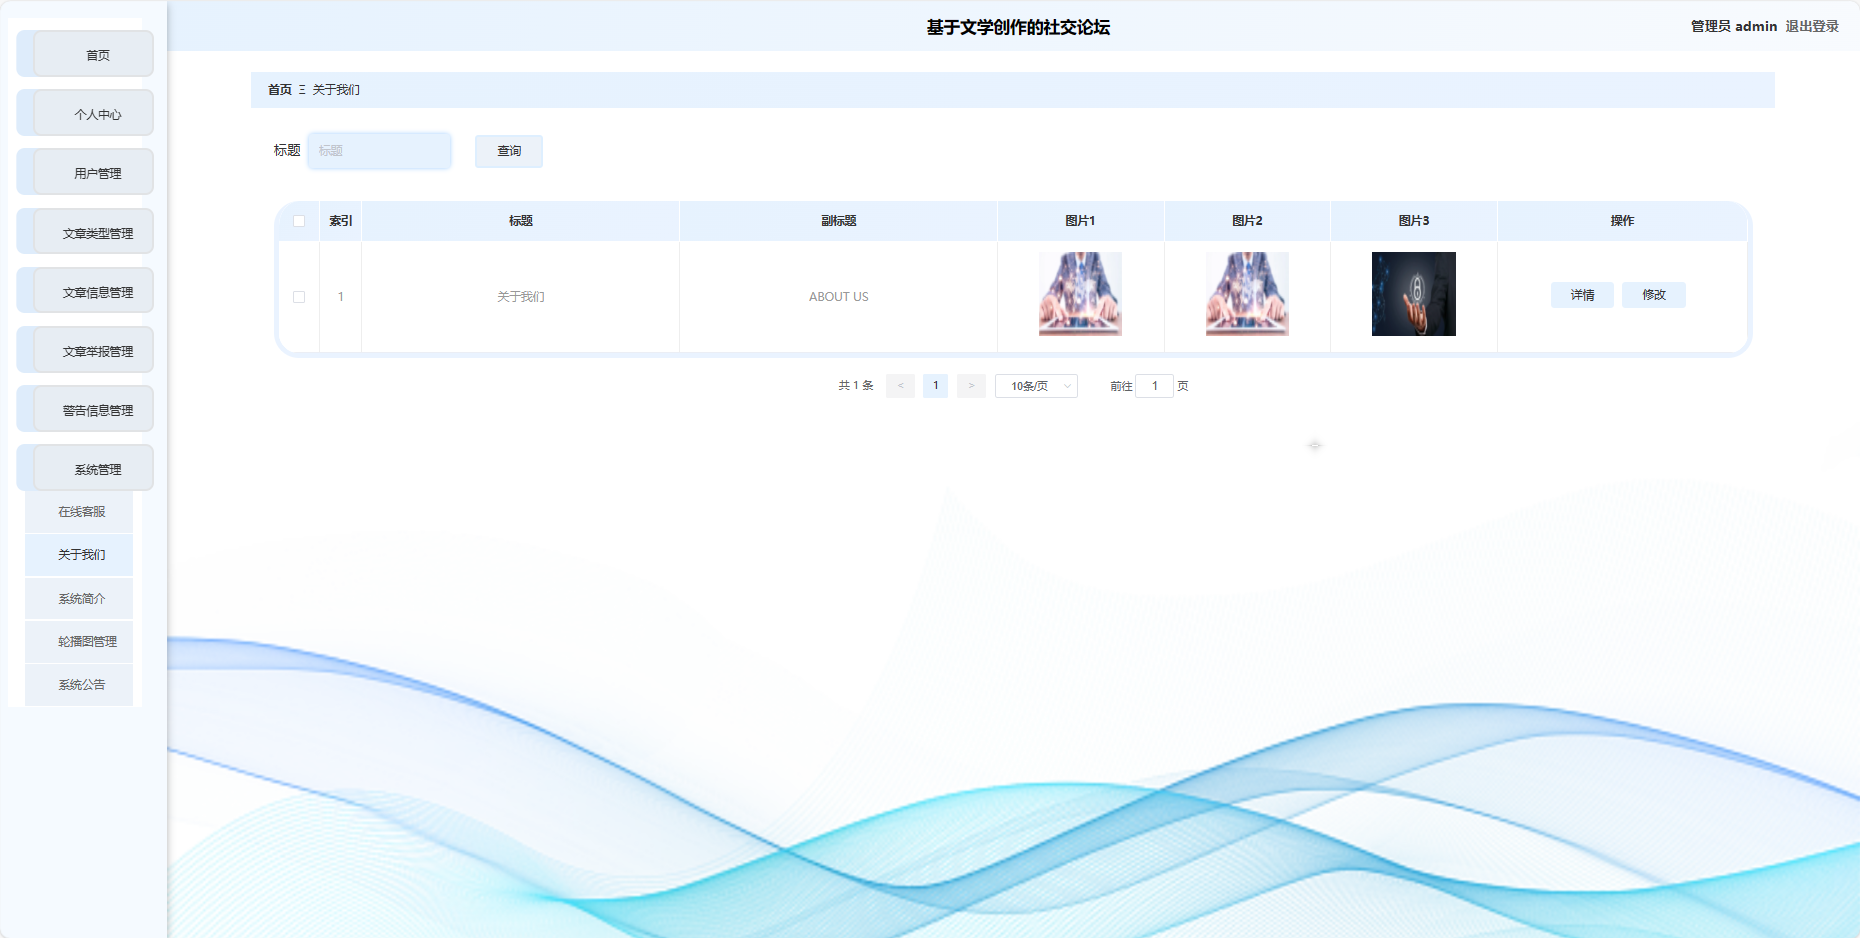 基于文学创作的社交论坛
管理员 admin 退出登录
首页
个人中心
用户管理
文章类型管理
文章信息管理
文章举报管理
警告信息管理
系统管理
在线客服
关于我们
系统简介
轮播图管理
系统公告
首页 Ξ 关于我们
标题 标题 查询
索引 标题 副标题 图片1 图片2 图片3 操作
1 关于我们 ABOUT US 详情 修改
共 1 条 < 1 > 10条/页 前往 1 页